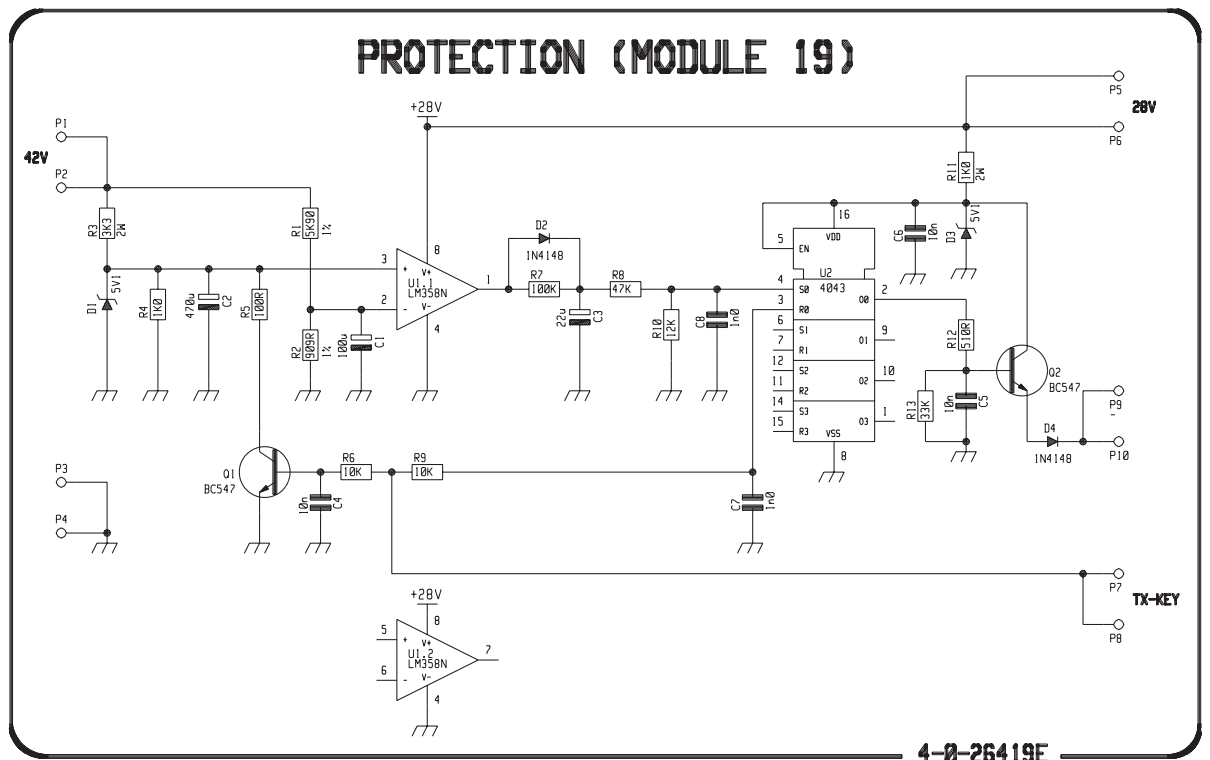 PROTECTION (MODULE 19)
P1
42V
P2
+28V
P5
28V
P6
R3
3K3
2W
R1
5K90
1%
R11
1K0
2W
D1
5V1
R4
1K0
470u
C2
R5
100R
R2
909R
1%
100u
C1
3
+
2
-
8
V+
U1.1
LM358N
V-
4
1
D2
1N4148
R7
100K
R8
47K
22u
C3
R10
12K
C8
1n0
16
VDD
5
EN
U2
4043
4
S0
3
R0
O0
2
6
S1
7
R1
O1
9
12
S2
11
R2
O2
10
14
S3
15
R3
O3
1
VSS
8
C6
10n
D3
5V1
R12
510R
R13
33K
10n
C5
Q2
BC547
D4
1N4148
P9
-
P10
Q1
BC547
R6
10K
R9
10K
10n
C4
C7
1n0
P3
P4
P7
TX-KEY
P8
+28V
5
+
6
-
8
V+
U1.2
LM358N
V-
4
7
4-0-26419E